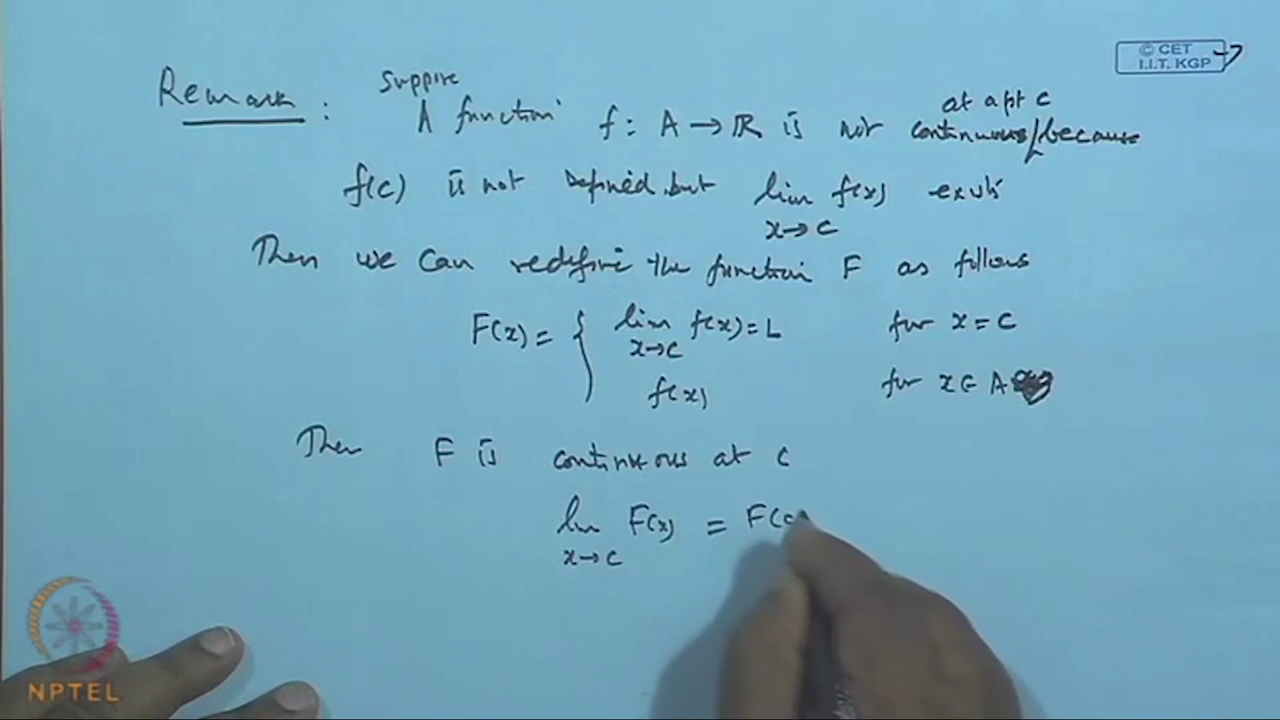 © CET
I.I.T. KGP
Remark : Suppose A function f : A → R is not continuous at a pt c because
f(c) is not defined but lim x→c f(x) exists
Then we can redefine the function F as follows
F(x) = { lim x→c f(x) = L for x = c
f(x) for x ∈ A
Then F is continuous at c
lim x→c F(x) = F(c
NPTEL